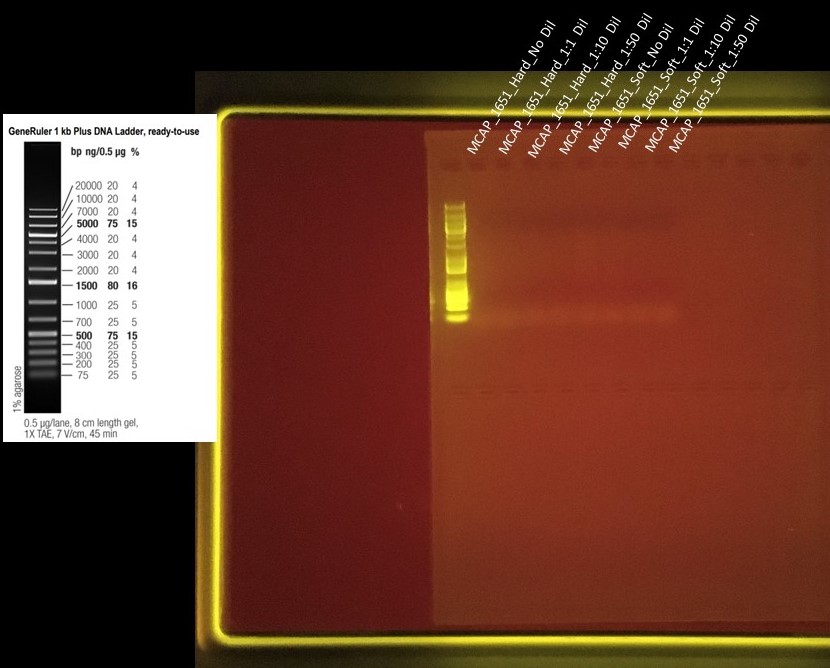 MCAP_1651_Hard_No Dil
MCAP_1651_Hard_1:1 Dil
MCAP_1651_Hard_1:10 Dil
MCAP_1651_Hard_1:50 Dil
MCAP_1651_Soft_No Dil
MCAP_1651_Soft_1:1 Dil
MCAP_1651_Soft_1:10 Dil
MCAP_1651_Soft_1:50 Dil
GeneRuler 1 kb Plus DNA Ladder, ready-to-use
bp ng/0.5 µg %
20000 20 4
10000 20 4
7000 20 4
5000 75 15
4000 20 4
3000 20 4
2000 20 4
1500 80 16
1000 25 5
700 25 5
500 75 15
400 25 5
300 25 5
200 25 5
75 25 5
1% agarose
0.5 µg/lane, 8 cm length gel,
1X TAE, 7 V/cm, 45 min